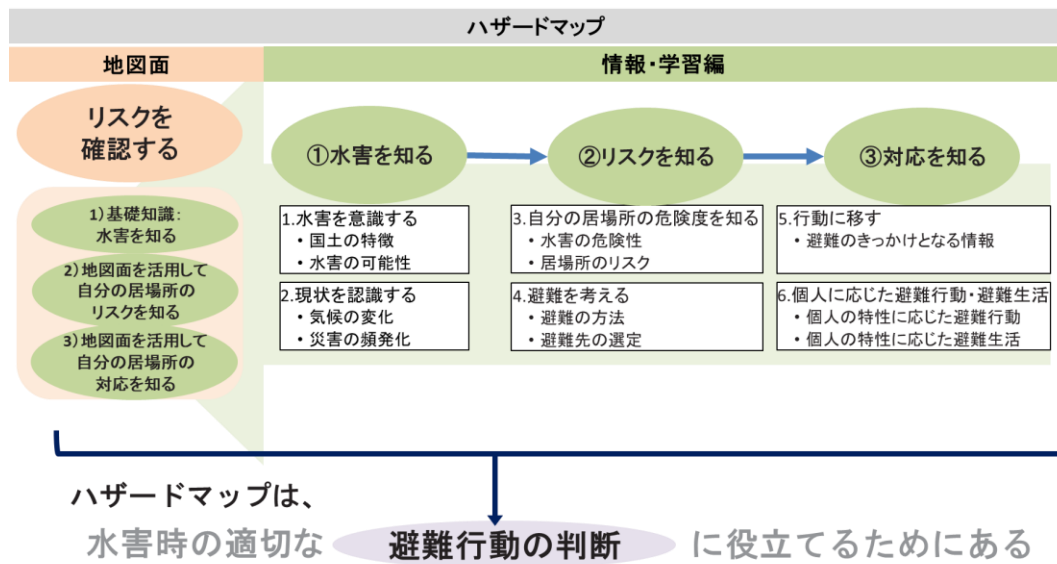 ハザードマップ
地図面
情報・学習編
リスクを
確認する
1)基礎知識：
水害を知る
2)地図面を活用して
自分の居場所の
リスクを知る
3)地図面を活用して
自分の居場所の
対応を知る
①水害を知る
1.水害を意識する
・国土の特徴
・水害の可能性
2.現状を認識する
・気候の変化
・災害の頻発化
②リスクを知る
3.自分の居場所の危険度を知る
・水害の危険性
・居場所のリスク
4.避難を考える
・避難の方法
・避難先の選定
③対応を知る
5.行動に移す
・避難のきっかけとなる情報
6.個人に応じた避難行動・避難生活
・個人の特性に応じた避難行動
・個人の特性に応じた避難生活
ハザードマップは、
水害時の適切な 避難行動の判断 に役立てるためにある